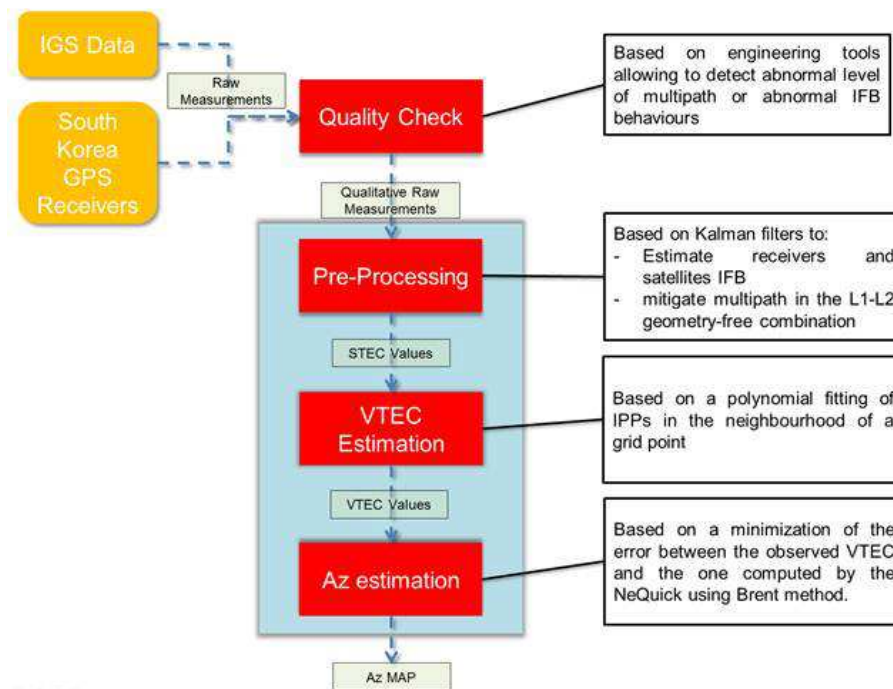 IGS Data
Raw
Measurements
South
Korea
GPS
Receivers
Quality Check
Based on engineering tools
allowing to detect abnormal level
of multipath or abnormal IFB
behaviours
Qualitative Raw
Measurements
Pre-Processing
Based on Kalman filters to:
- Estimate receivers and
satellites IFB
- mitigate multipath in the L1-L2
geometry-free combination
STEC Values
VTEC
Estimation
Based on a polynomial fitting of
IPPs in the neighbourhood of a
grid point
VTEC Values
Az estimation
Based on a minimization of the
error between the observed VTEC
and the one computed by the
NeQuick using Brent method.
Az MAP